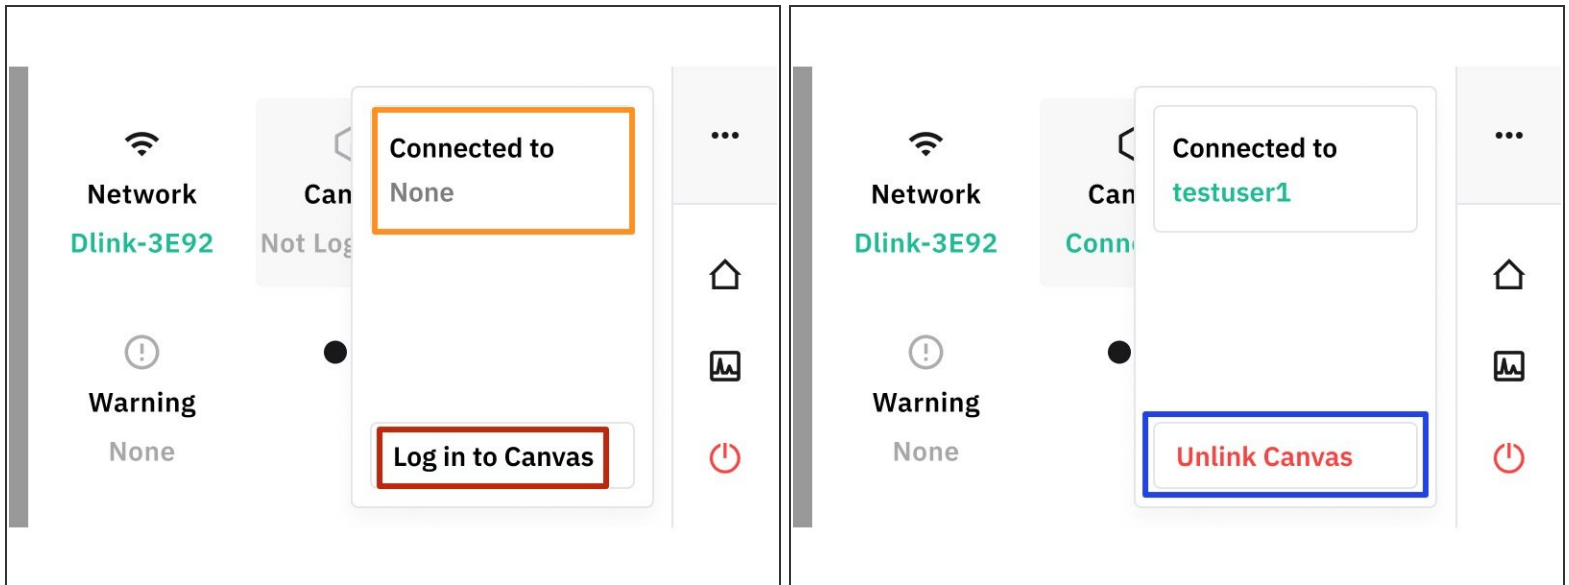 Network
Dlink-3E92
Can
Not Log
Connected to
None
Warning
None
Log in to Canvas
Network
Dlink-3E92
Can
Conn
Connected to
testuser1
Warning
None
Unlink Canvas